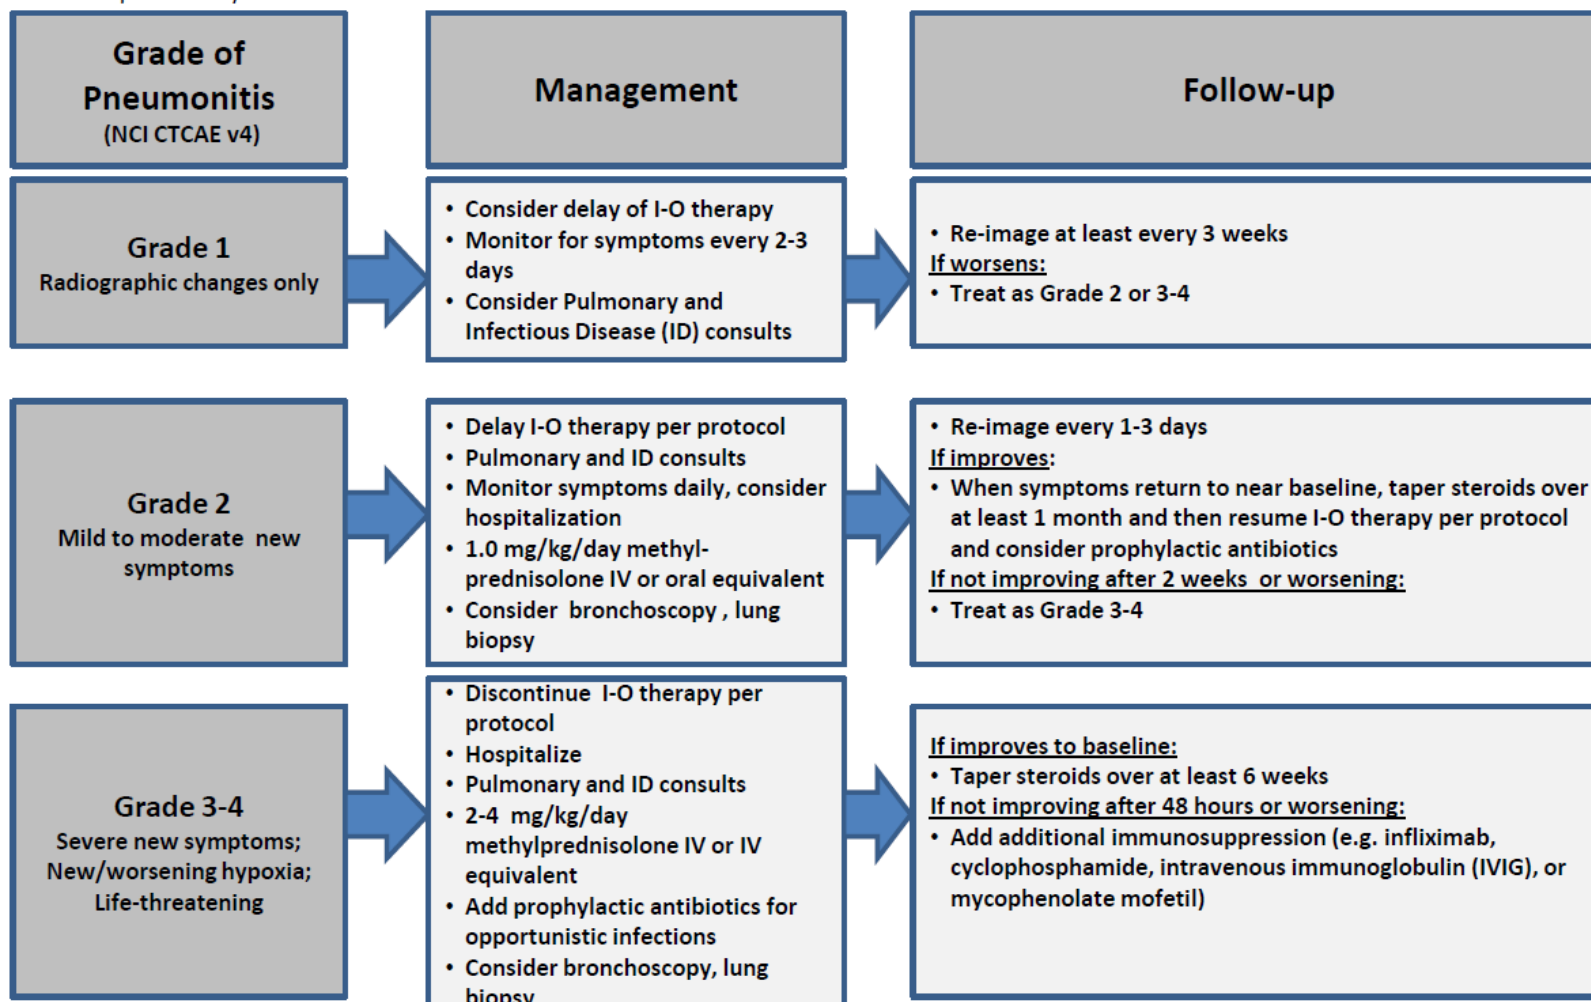 Grade of
Pneumonitis
(NCI CTCAE v4)
Management
Follow-up
Grade 1
Radiographic changes only
• Consider delay of I-O therapy
• Monitor for symptoms every 2-3
days
• Consider Pulmonary and
Infectious Disease (ID) consults
• Re-image at least every 3 weeks
If worsens:
• Treat as Grade 2 or 3-4
Grade 2
Mild to moderate  new
symptoms
• Delay I-O therapy per protocol
• Pulmonary and ID consults
• Monitor symptoms daily, consider
hospitalization
• 1.0 mg/kg/day methyl-
prednisolone IV or oral equivalent
• Consider  bronchoscopy , lung
biopsy
• Re-image every 1-3 days
If improves:
• When symptoms return to near baseline, taper steroids over
at least 1 month and then resume I-O therapy per protocol
and consider prophylactic antibiotics
If not improving after 2 weeks  or worsening:
• Treat as Grade 3-4
Grade 3-4
Severe new symptoms;
New/worsening hypoxia;
Life-threatening
• Discontinue  I-O therapy per
protocol
• Hospitalize
• Pulmonary and ID consults
• 2-4  mg/kg/day
methylprednisolone IV or IV
equivalent
• Add prophylactic antibiotics for
opportunistic infections
• Consider bronchoscopy, lung
biopsy
If improves to baseline:
• Taper steroids over at least 6 weeks
If not improving after 48 hours or worsening:
• Add additional immunosuppression (e.g. infliximab,
cyclophosphamide, intravenous immunoglobulin (IVIG), or
mycophenolate mofetil)